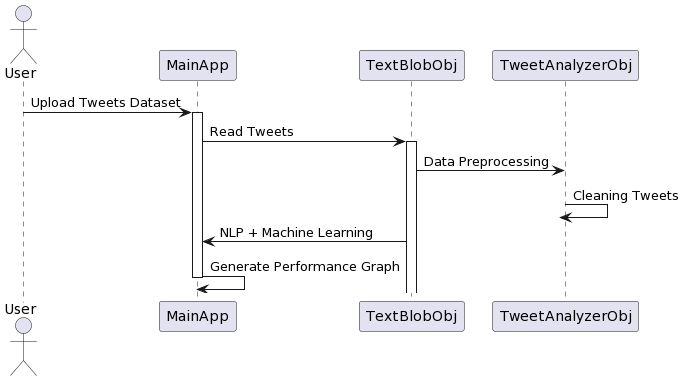 User
MainApp
TextBlobObj
TweetAnalyzerObj
Upload Tweets Dataset
Read Tweets
Data Preprocessing
Cleaning Tweets
NLP + Machine Learning
Generate Performance Graph
User
MainApp
TextBlobObj
TweetAnalyzerObj